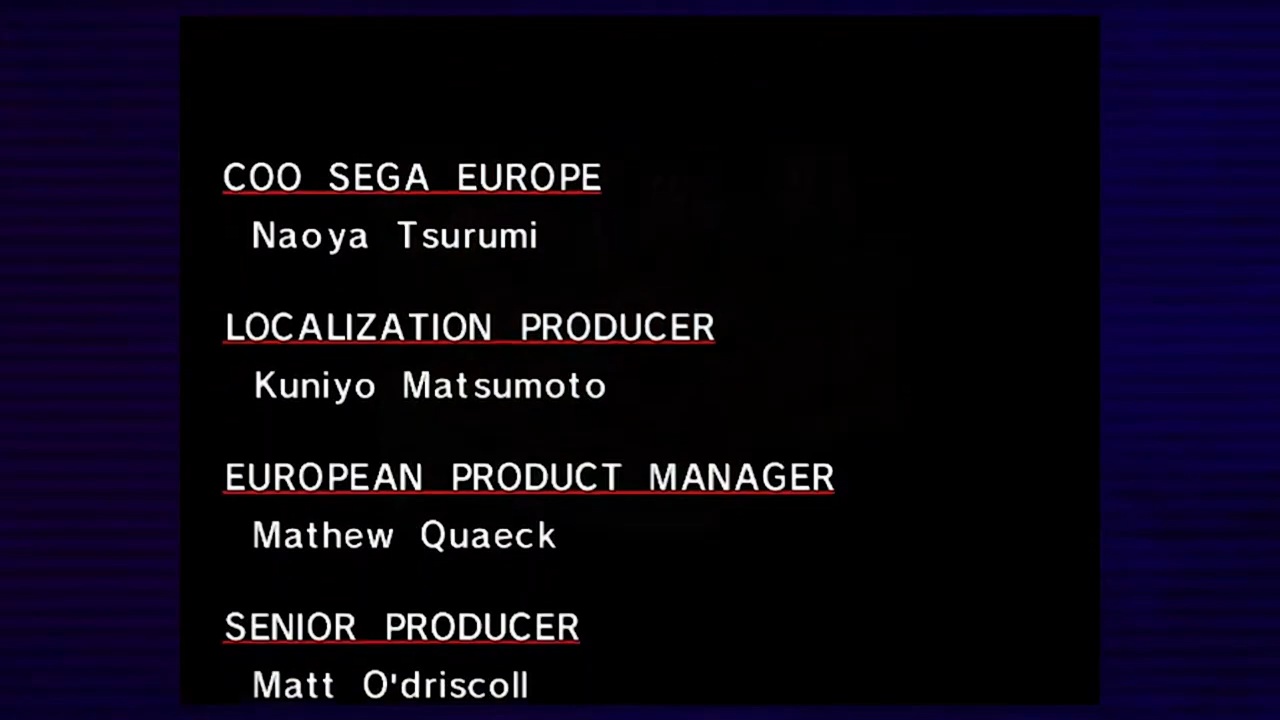 COO SEGA EUROPE
Naoya Tsurumi
LOCALIZATION PRODUCER
Kuniyo Matsumoto
EUROPEAN PRODUCT MANAGER
Mathew Quaeck
SENIOR PRODUCER
Matt O'driscoll